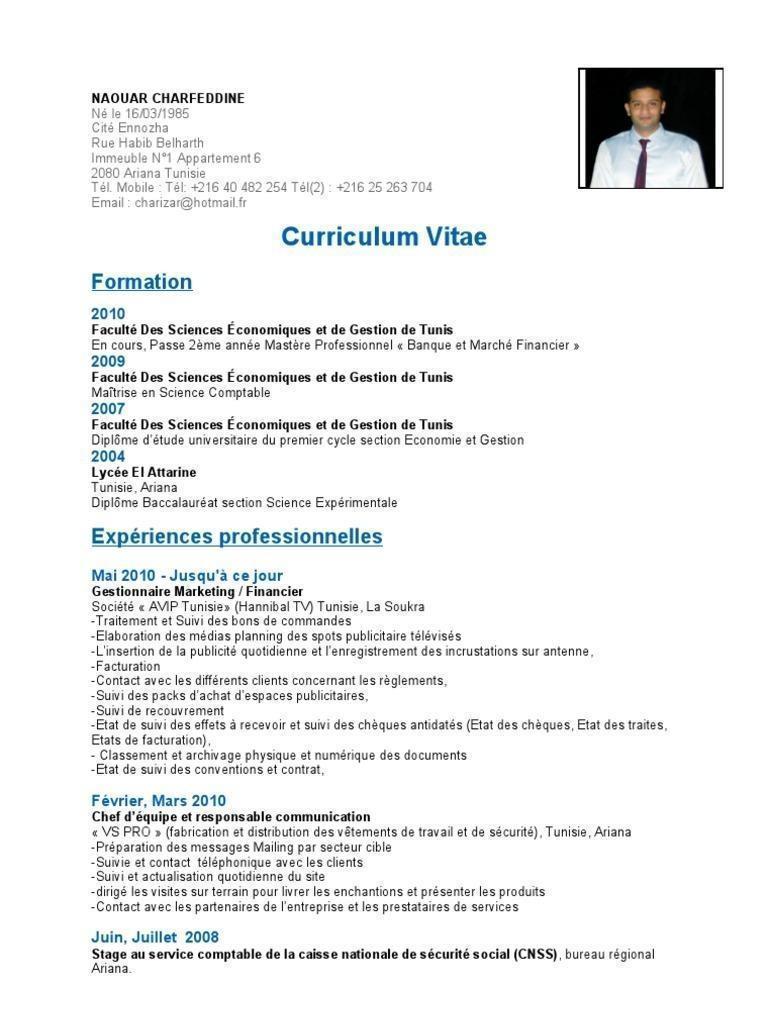 NAOUAR CHARFEDDINE
Né le 16/03/1985
Cité Ennozha
Rue Habib Belharth
Immeuble N°1 Appartement 6
2080 Ariana Tunisie
Tél. Mobile : Tél: +216 40 482 254 Tél(2) : +216 25 263 704
Email : charizar@hotmail.fr
Curriculum Vitae
Formation
2010
Faculté Des Sciences Économiques et de Gestion de Tunis
En cours, Passe 2ème année Mastère Professionnel « Banque et Marché Financier »
2009
Faculté Des Sciences Économiques et de Gestion de Tunis
Maîtrise en Science Comptable
2007
Faculté Des Sciences Économiques et de Gestion de Tunis
Diplôme d'étude universitaire du premier cycle section Economie et Gestion
2004
Lycée El Attarine
Tunisie, Ariana
Diplôme Baccalauréat section Science Expérimentale
Expériences professionnelles
Mai 2010 - Jusqu'à ce jour
Gestionnaire Marketing / Financier
Société « AVIP Tunisie» (Hannibal TV) Tunisie, La Soukra
-Traitement et Suivi des bons de commandes
-Elaboration des médias planning des spots publicitaire télévisés
-L'insertion de la publicité quotidienne et l'enregistrement des incrustations sur antenne,
-Facturation
-Contact avec les différents clients concernant les règlements,
-Suivi des packs d'achat d'espaces publicitaires,
-Suivi de recouvrement
-Etat de suivi des effets à recevoir et suivi des chèques antidatés (Etat des chèques, Etat des traites,
Etats de facturation),
- Classement et archivage physique et numérique des documents
-Etat de suivi des conventions et contrat,
Février, Mars 2010
Chef d'équipe et responsable communication
« VS PRO » (fabrication et distribution des vêtements de travail et de sécurité), Tunisie, Ariana
-Préparation des messages Mailing par secteur cible
-Suivie et contact  téléphonique avec les clients
-Suivi et actualisation quotidienne du site
-dirigé les visites sur terrain pour livrer les enchantions et présenter les produits
-Contact avec les partenaires de l'entreprise et les prestataires de services
Juin, Juillet  2008
Stage au service comptable de la caisse nationale de sécurité social (CNSS), bureau régional
Ariana.